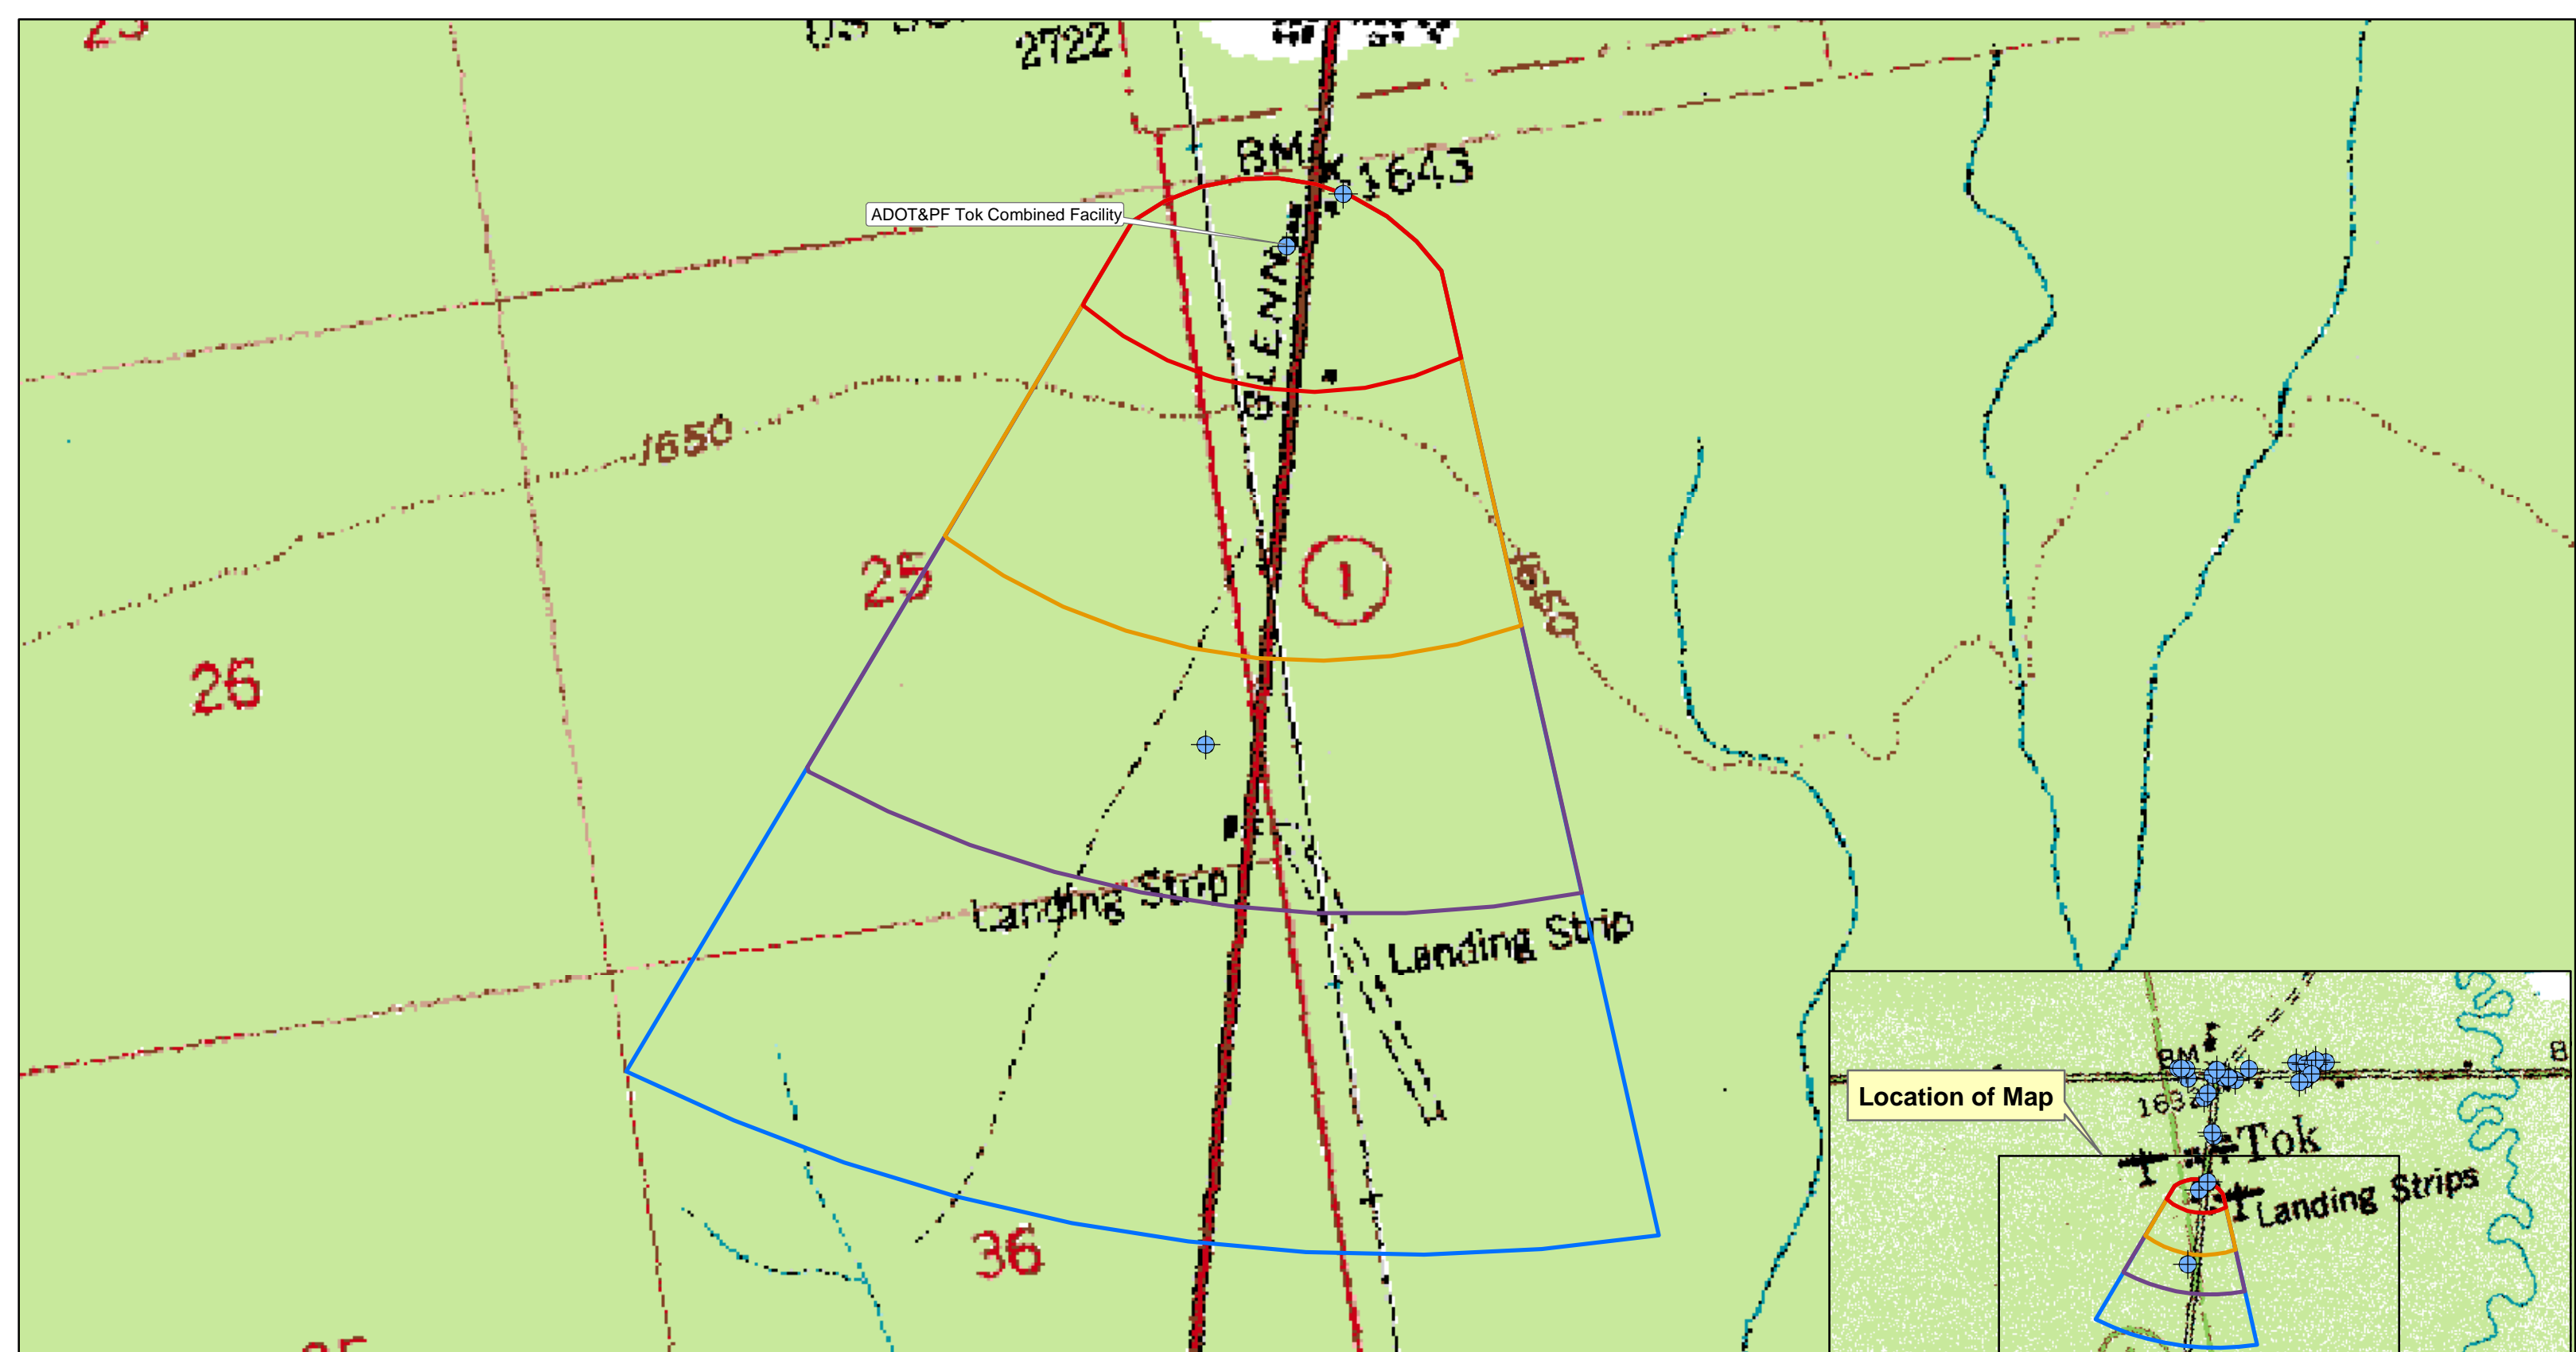 2722
BM
1643
ADOT&PF Tok Combined Facility
GLENN
1650
25
1
1650
26
Landing Strip
Landing Strip
36
BM
B
Location of Map
Tok
Landing Strips